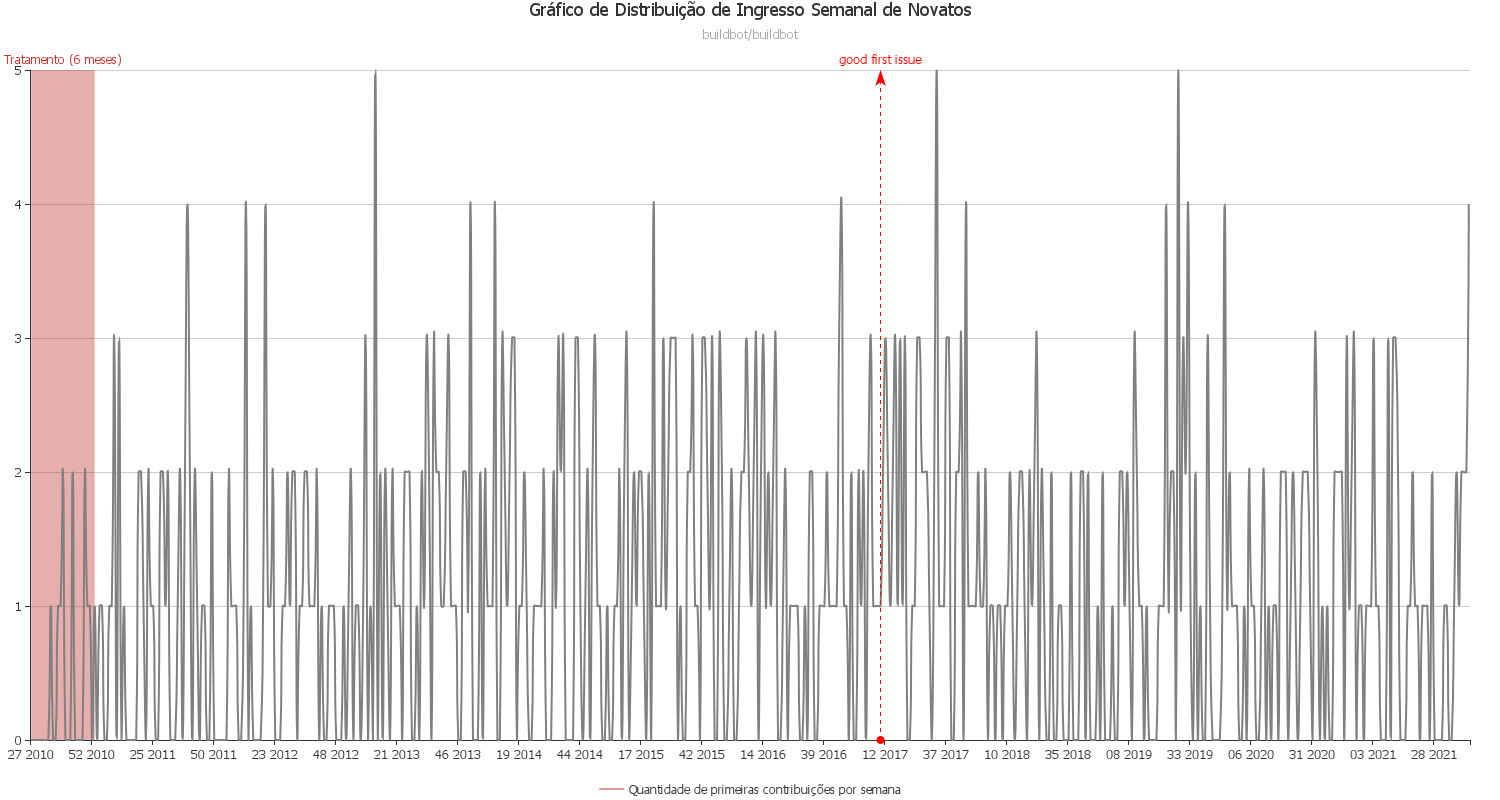 Gráfico de Distribuição de Ingresso Semanal de Novatos
buildbot/buildbot
Tratamento (6 meses)
good first issue
5
4
3
2
1
0
27 2010 52 2010 25 2011 50 2011 23 2012 48 2012 21 2013 46 2013 19 2014 44 2014 17 2015 42 2015 14 2016 39 2016 12 2017 37 2017 10 2018 35 2018 08 2019 33 2019 06 2020 31 2020 03 2021 28 2021
Quantidade de primeiras contribuições por semana